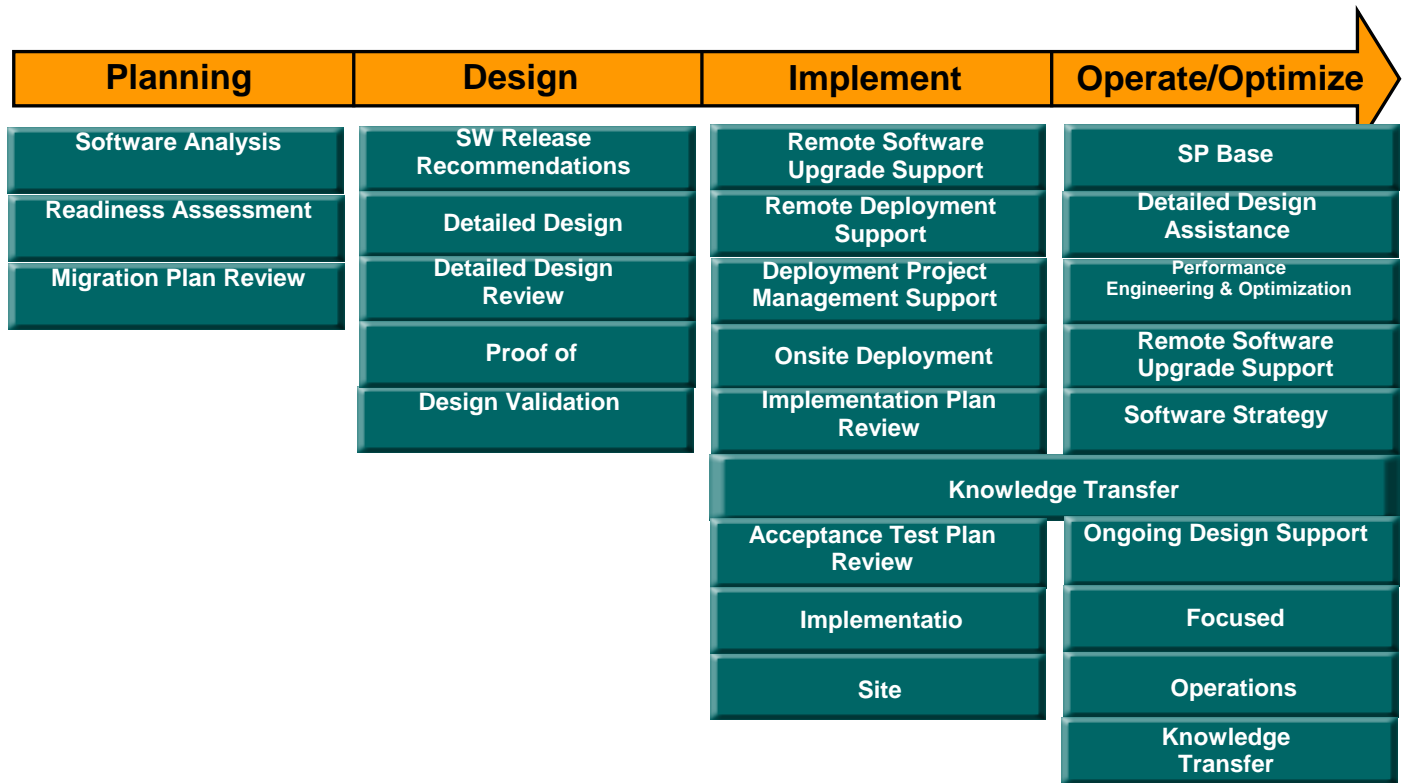 Planning
Design
Implement
Operate/Optimize
Software Analysis
Readiness Assessment
Migration Plan Review
SW Release
Recommendations
Detailed Design
Detailed Design
Review
Proof of
Design Validation
Remote Software
Upgrade Support
Remote Deployment
Support
Deployment Project
Management Support
Onsite Deployment
Implementation Plan
Review
SP Base
Detailed Design
Assistance
Performance
Engineering & Optimization
Remote Software
Upgrade Support
Software Strategy
Knowledge Transfer
Acceptance Test Plan
Review
Implementatio
Site
Ongoing Design Support
Focused
Operations
Knowledge
Transfer